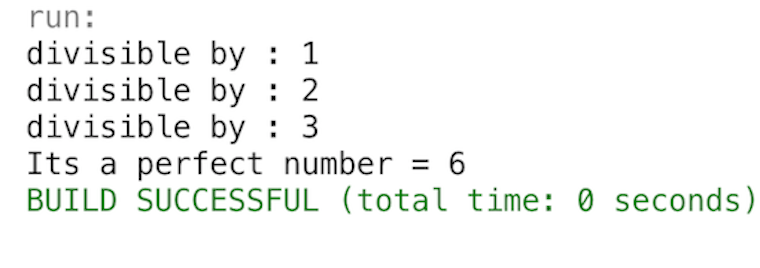 run:
divisible by : 1
divisible by : 2
divisible by : 3
Its a perfect number = 6
BUILD SUCCESSFUL (total time: 0 seconds)